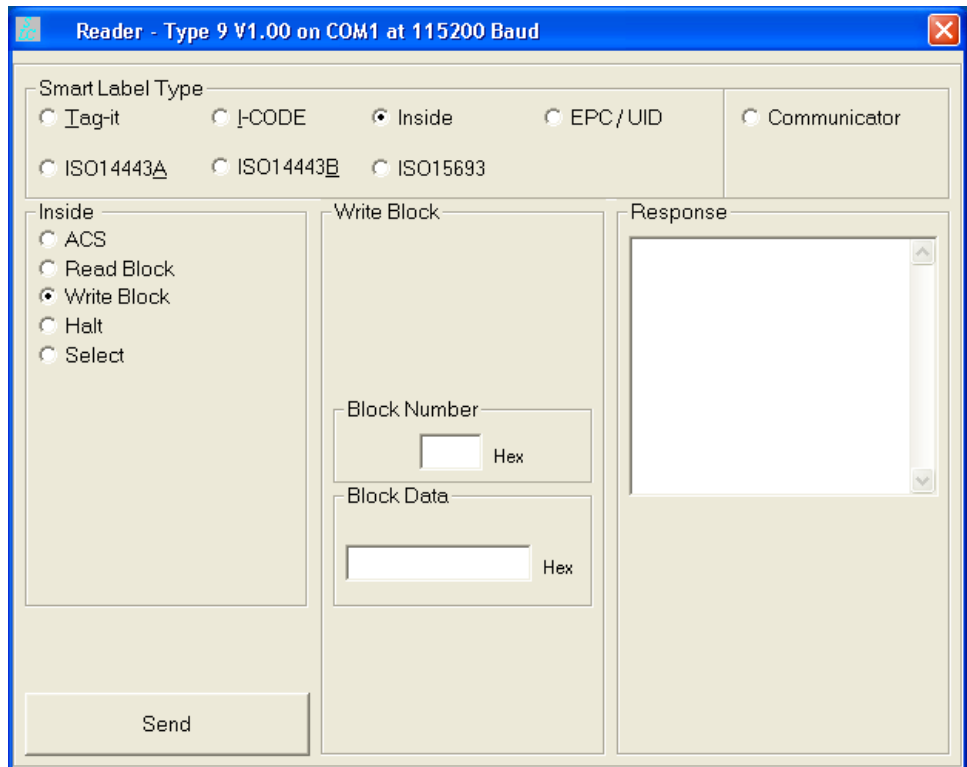 Reader - Type 9 V1.00 on COM1 at 115200 Baud
Smart Label Type
Tag-it I-CODE Inside EPC / UID Communicator
ISO14443A ISO14443B ISO15693
Inside
ACS
Read Block
Write Block
Halt
Select
Write Block
Block Number
Hex
Block Data
Hex
Response
Send